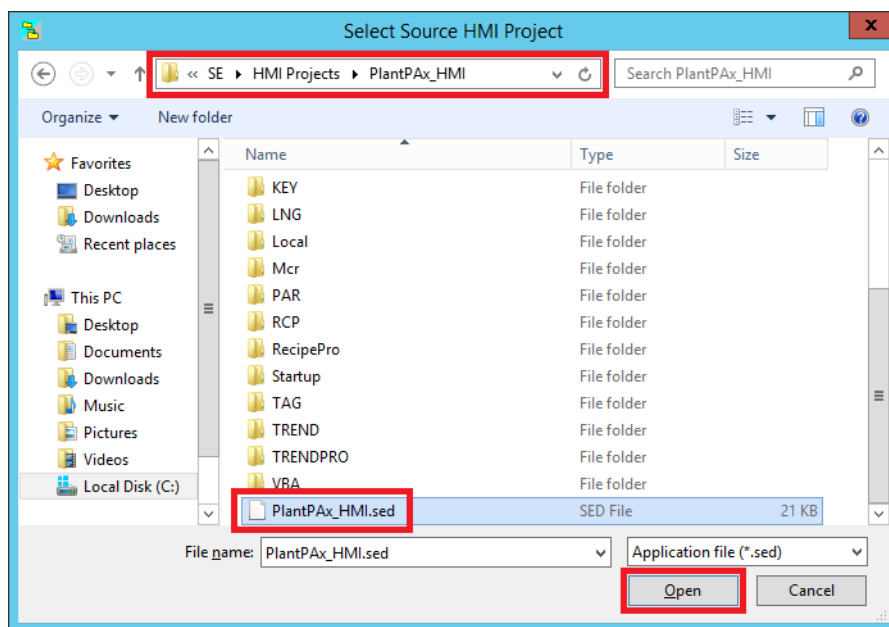 Select Source HMI Project
x
« SE HMI Projects PlantPAx_HMI
Search PlantPAx_HMI
Organize New folder
Name Type Size
Favorites
Desktop
Downloads
Recent places
This PC
Desktop
Documents
Downloads
Music
Pictures
Videos
Local Disk (C:)
KEY File folder
LNG File folder
Local File folder
Mcr File folder
PAR File folder
RCP File folder
RecipePro File folder
Startup File folder
TAG File folder
TREND File folder
TRENDPRO File folder
VBA File folder
PlantPAx_HMI.sed SED File 21 KB
File name: PlantPAx_HMI.sed Application file (*.sed)
Open Cancel